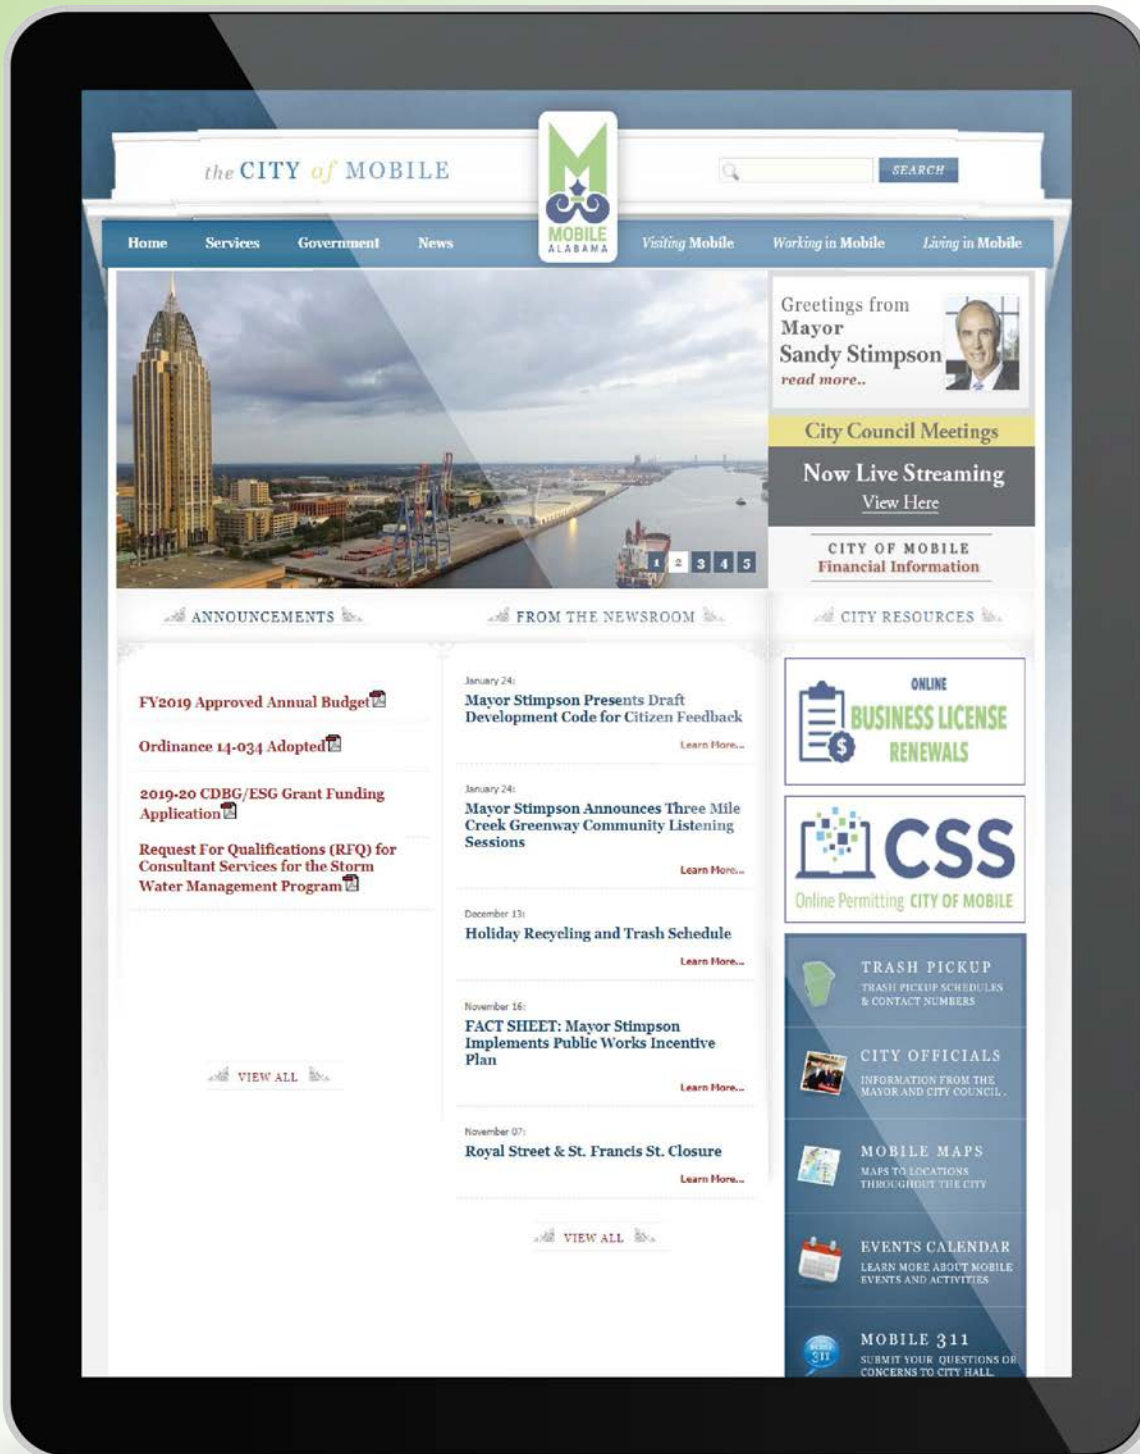 the CITY of MOBILE
SEARCH
MOBILE
ALABAMA
Home Services Government News
Visiting Mobile Working in Mobile Living in Mobile
Greetings from
Mayor
Sandy Stimpson
read more..
City Council Meetings
Now Live Streaming
View Here
CITY OF MOBILE
Financial Information
1 2 3 4 5
ANNOUNCEMENTS
FY2019 Approved Annual Budget
Ordinance 14-034 Adopted
2019-20 CDBG/ESG Grant Funding
Application
Request For Qualifications (RFQ) for
Consultant Services for the Storm
Water Management Program
VIEW ALL
FROM THE NEWSROOM
January 24:
Mayor Stimpson Presents Draft
Development Code for Citizen Feedback
Learn More...
January 24:
Mayor Stimpson Announces Three Mile
Creek Greenway Community Listening
Sessions
Learn More...
December 13:
Holiday Recycling and Trash Schedule
Learn More...
November 16:
FACT SHEET: Mayor Stimpson
Implements Public Works Incentive
Plan
Learn More...
November 07:
Royal Street & St. Francis St. Closure
Learn More...
VIEW ALL
CITY RESOURCES
ONLINE
BUSINESS LICENSE
RENEWALS
$
CSS
Online Permitting CITY OF MOBILE
TRASH PICKUP
TRASH PICKUP SCHEDULES
& CONTACT NUMBERS
CITY OFFICIALS
INFORMATION FROM THE
MAYOR AND CITY COUNCIL .
MOBILE MAPS
MAPS TO LOCATIONS
THROUGHOUT THE CITY
EVENTS CALENDAR
LEARN MORE ABOUT MOBILE
EVENTS AND ACTIVITIES
MOBILE 311
SUBMIT YOUR QUESTIONS OR
CONCERNS TO CITY HALL.
311